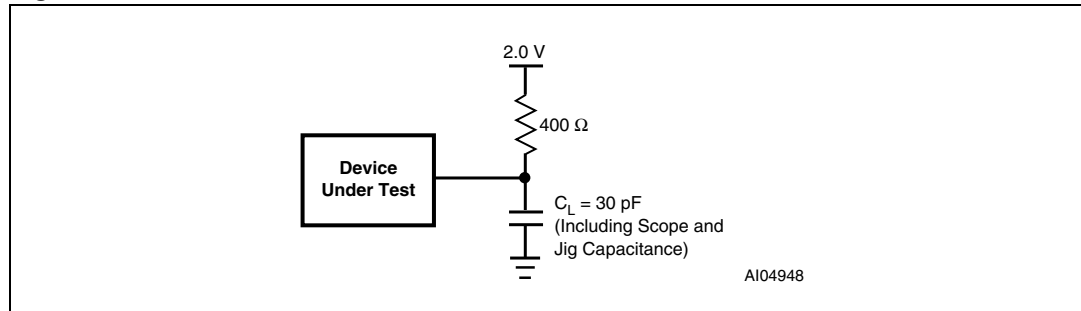 2.0 V
400 Ω
Device
Under Test
C_L = 30 pF
(Including Scope and
Jig Capacitance)
AI04948